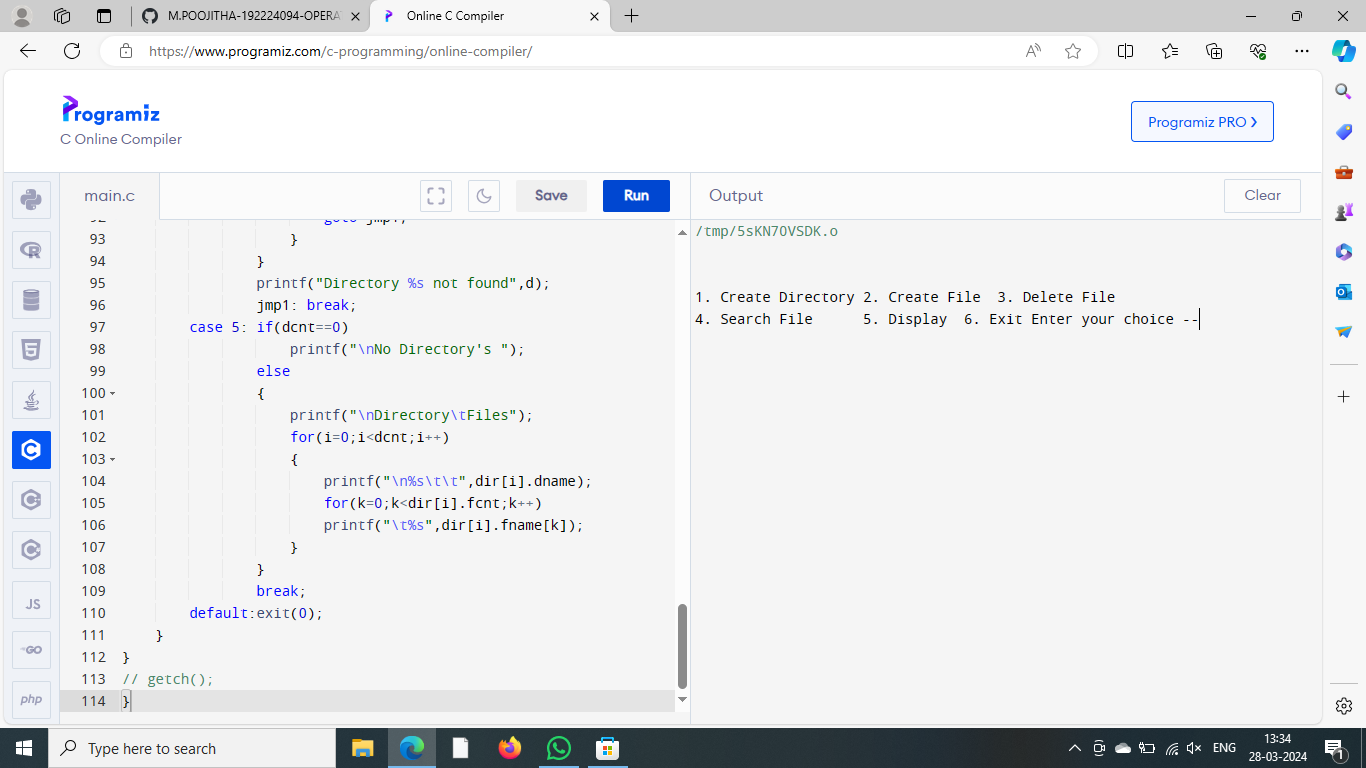 M.POOJITHA-192224094-OPERA
Online C Compiler
https://www.programiz.com/c-programming/online-compiler/
Programiz
C Online Compiler
Programiz PRO
main.c
Save
Run
Output
Clear
93 }
94 }
95 printf("Directory %s not found",d);
96 jmp1: break;
97 case 5: if(dcnt==0)
98 printf("\nNo Directory's ");
99 else
100 {
101 printf("\nDirectory\tFiles");
102 for(i=0;i<dcnt;i++)
103 {
104 printf("\n%s\t\t",dir[i].dname);
105 for(k=0;k<dir[i].fcnt;k++)
106 printf("\t%s",dir[i].fname[k]);
107 }
108 }
109 break;
110 default:exit(0);
111 }
112 }
113 // getch();
114 }
/tmp/5sKN7OVSDK.o
1. Create Directory 2. Create File  3. Delete File
4. Search File      5. Display  6. Exit Enter your choice --
JS
GO
php
Type here to search
ENG
13:34
28-03-2024
1